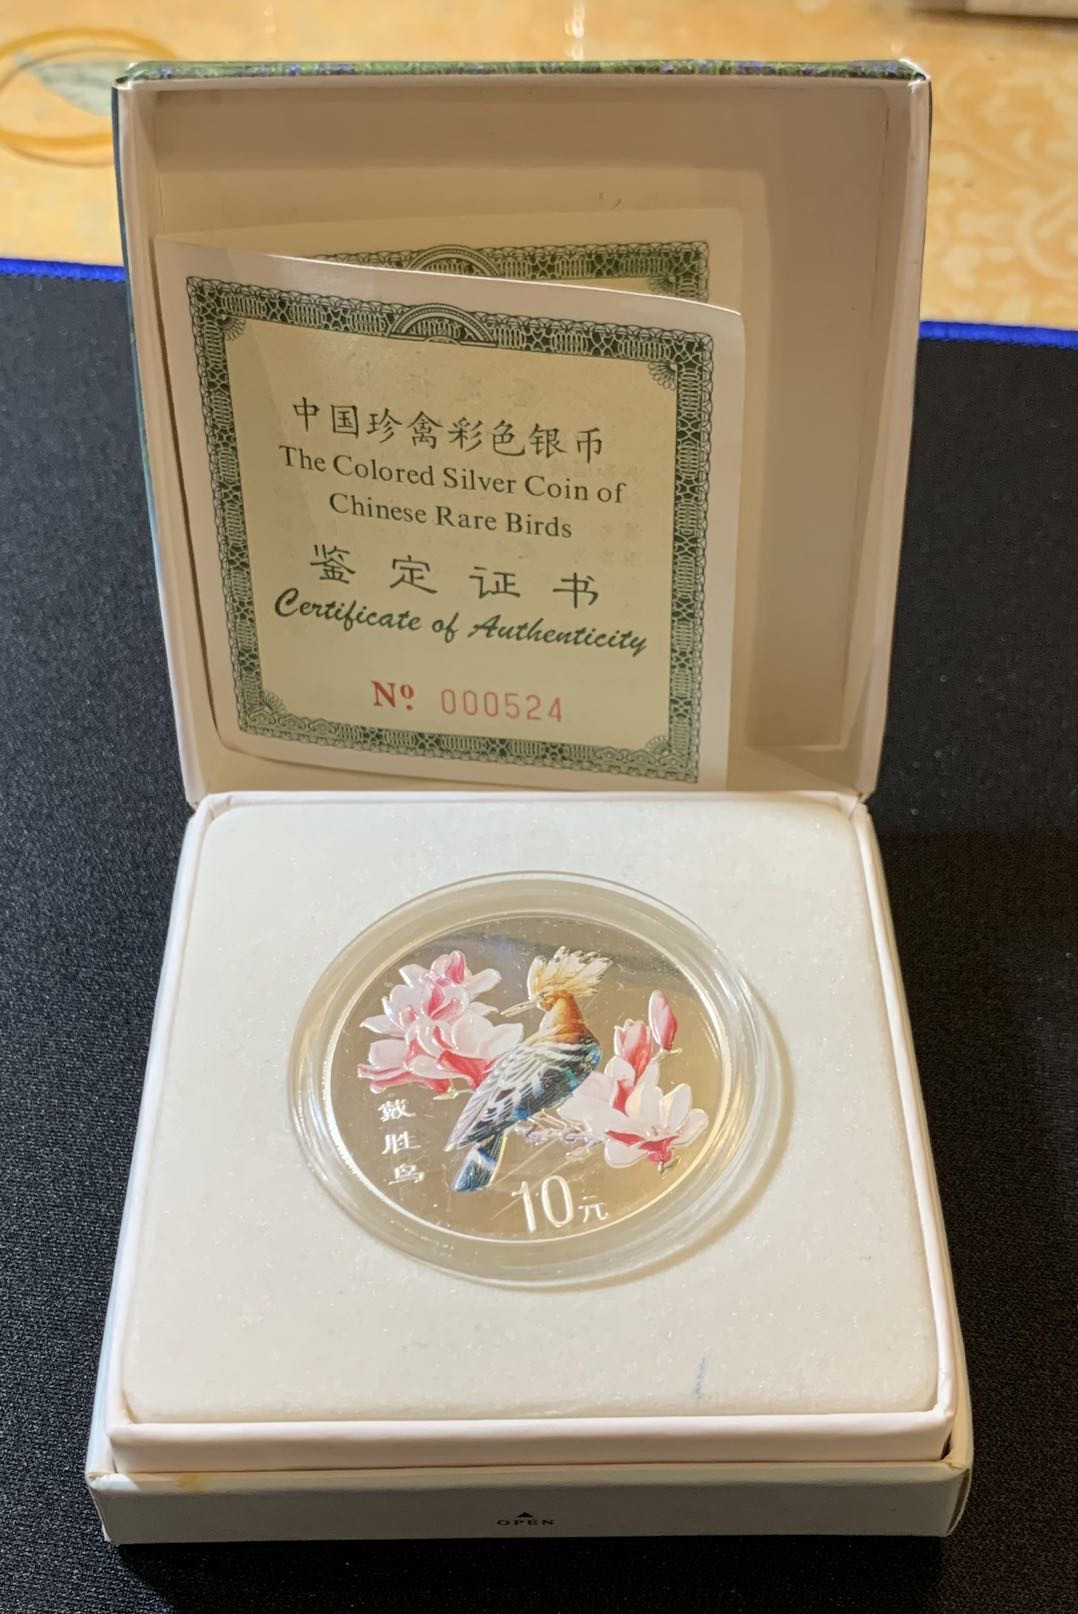 中国珍禽彩色银币
The Colored Silver Coin of
Chinese Rare Birds
鉴定证书
Certificate of Authenticity
Nº 000524
戴胜鸟
10元
OPEN